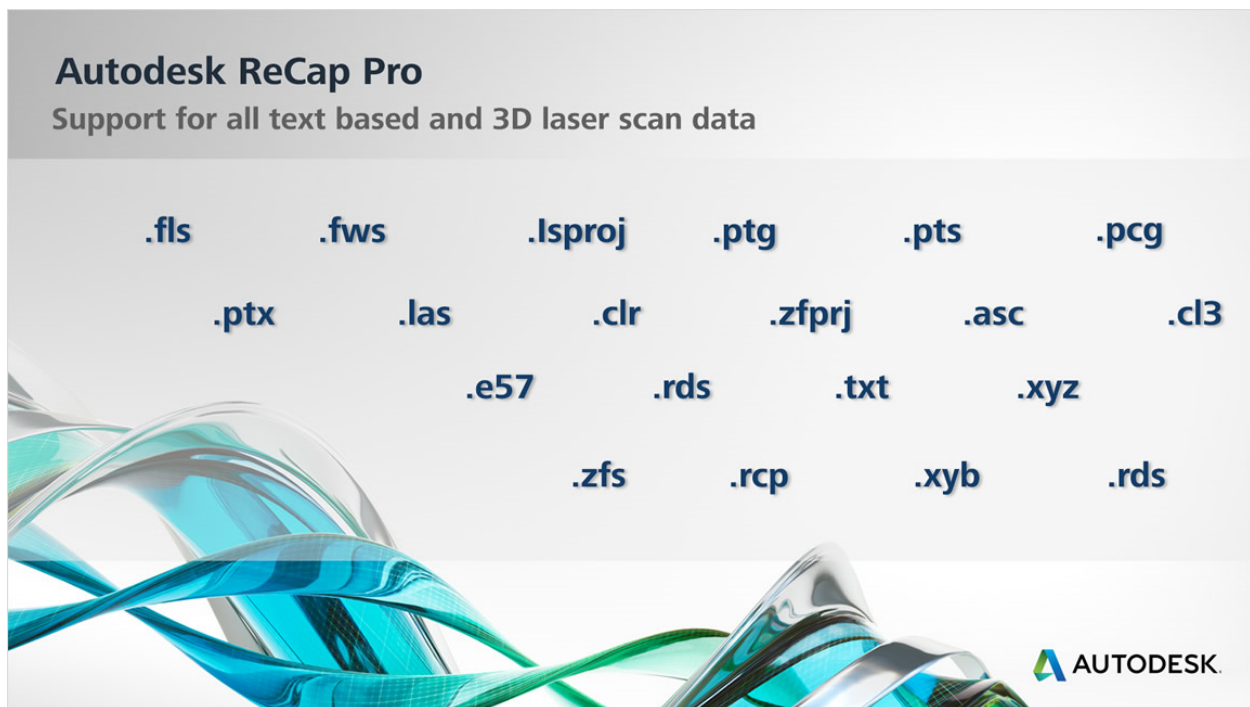 Autodesk ReCap Pro
Support for all text based and 3D laser scan data
.fls .fws .Isproj .ptg .pts .pcg
.ptx .las .clr .zfprj .asc .cl3
.e57 .rds .txt .xyz
.zfs .rcp .xyb .rds
AUTODESK.